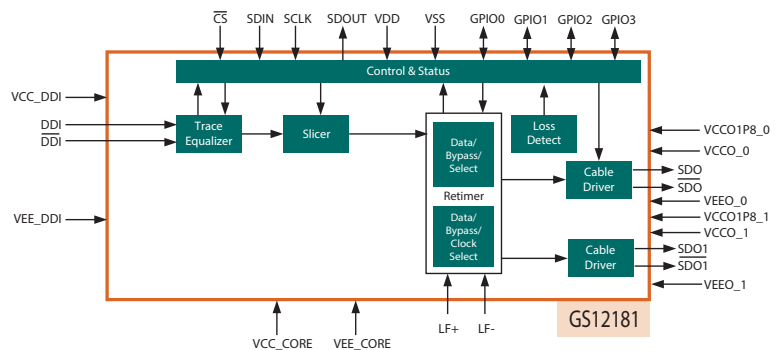 CS SDIN SCLK SDOUT VDD VSS GPIO0 GPIO1 GPIO2 GPIO3
Control & Status
VCC_DDI
DDI
DDI
VEE_DDI
Trace
Equalizer
Slicer
Data/
Bypass/
Select
Retimer
Data/
Bypass/
Clock
Select
Loss
Detect
Cable
Driver
Cable
Driver
VCCO1P8_0
VCCO_0
SDO
SDO
VEEO_0
VCCO1P8_1
VCCO_1
SDO1
SDO1
VEEO_1
GS12181
VCC_CORE
VEE_CORE
LF+
LF-